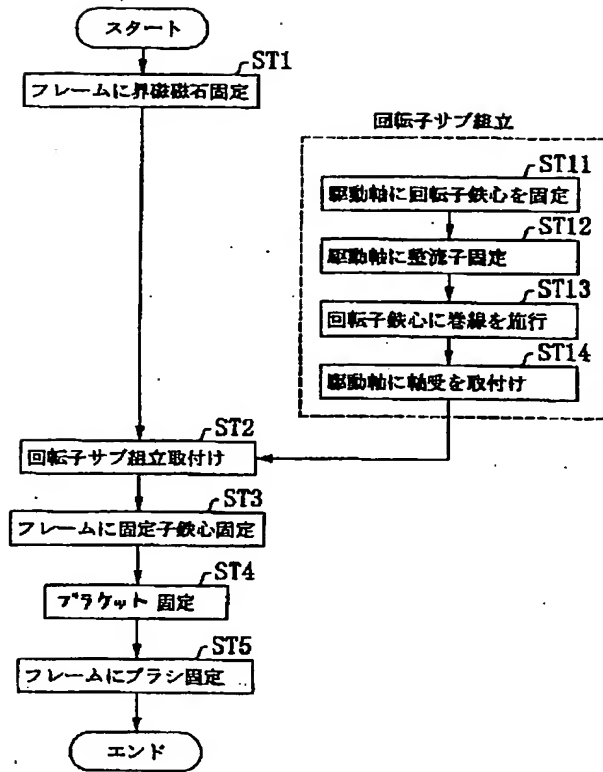 スタート
ST1
フレームに界磁磁石固定
回転子サブ組立
ST11
駆動軸に回転子鉄心を固定
ST12
駆動軸に整流子固定
ST13
回転子鉄心に巻線を施行
ST14
駆動軸に軸受を取付け
ST2
回転子サブ組立取付け
ST3
フレームに固定子鉄心固定
ST4
ブラケット 固定
ST5
フレームにブラシ固定
エンド